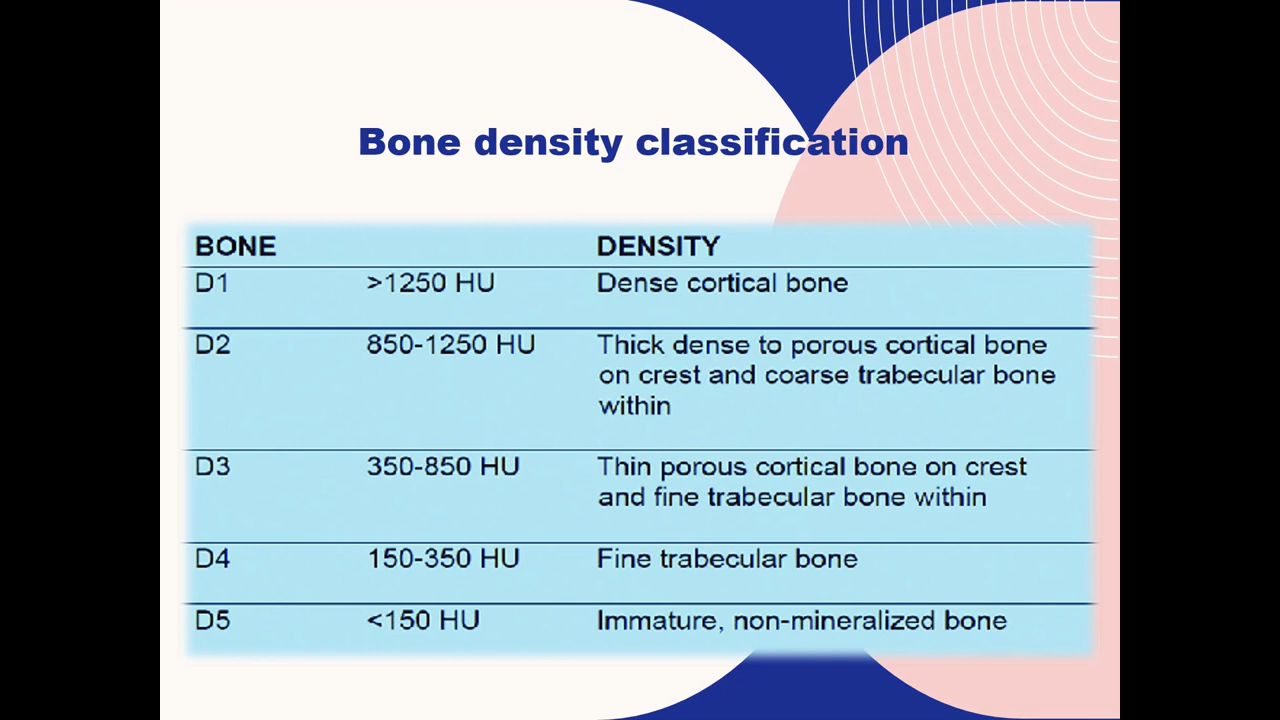 Bone density classification
BONE DENSITY
D1 >1250 HU Dense cortical bone
D2 850-1250 HU Thick dense to porous cortical bone
on crest and coarse trabecular bone
within
D3 350-850 HU Thin porous cortical bone on crest
and fine trabecular bone within
D4 150-350 HU Fine trabecular bone
D5 <150 HU Immature, non-mineralized bone